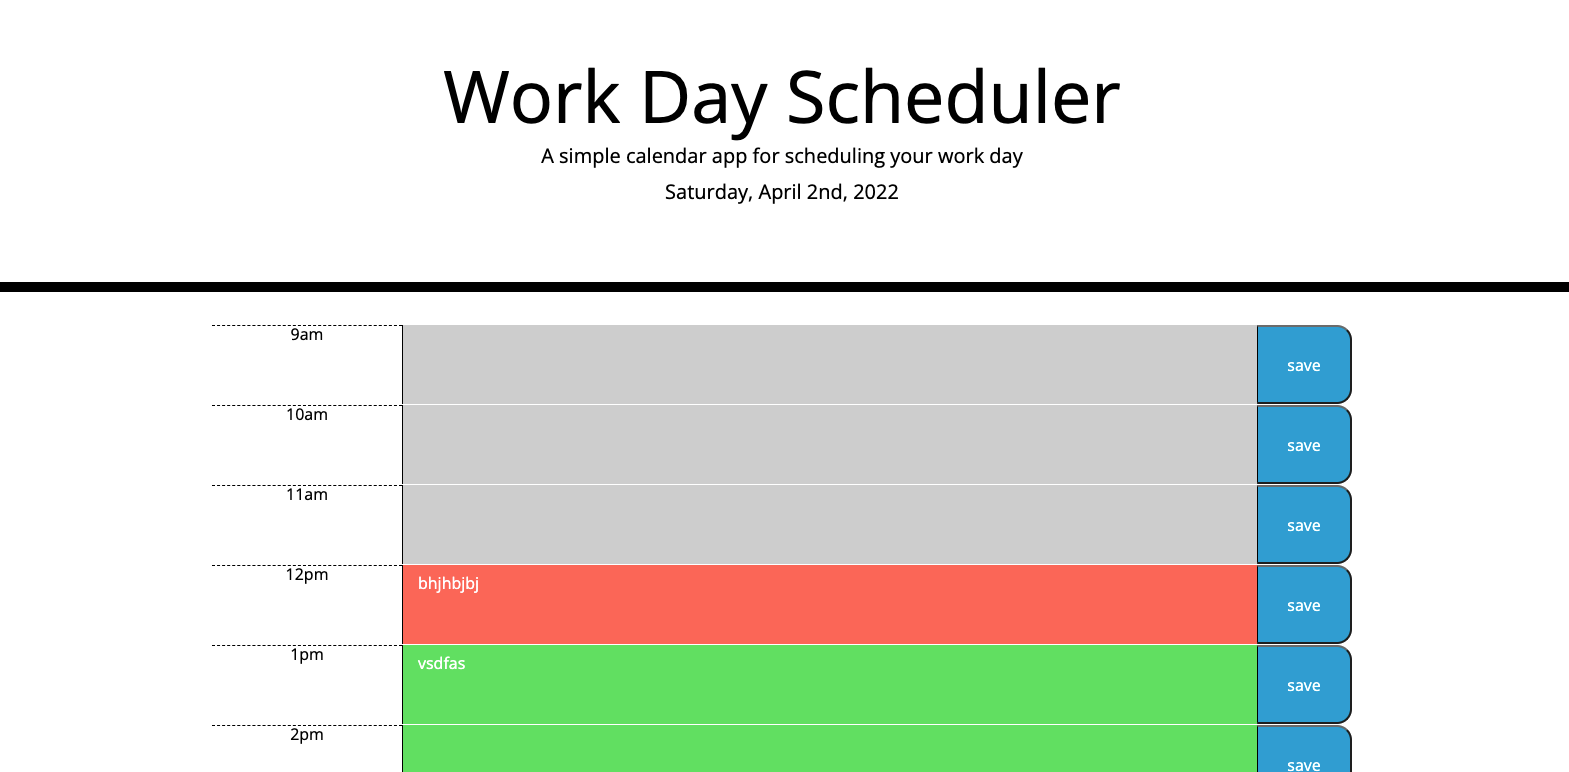 Work Day Scheduler
A simple calendar app for scheduling your work day
Saturday, April 2nd, 2022
9am
save
10am
save
11am
save
12pm
bhjhbjbj
save
1pm
vsdfas
save
2pm
save